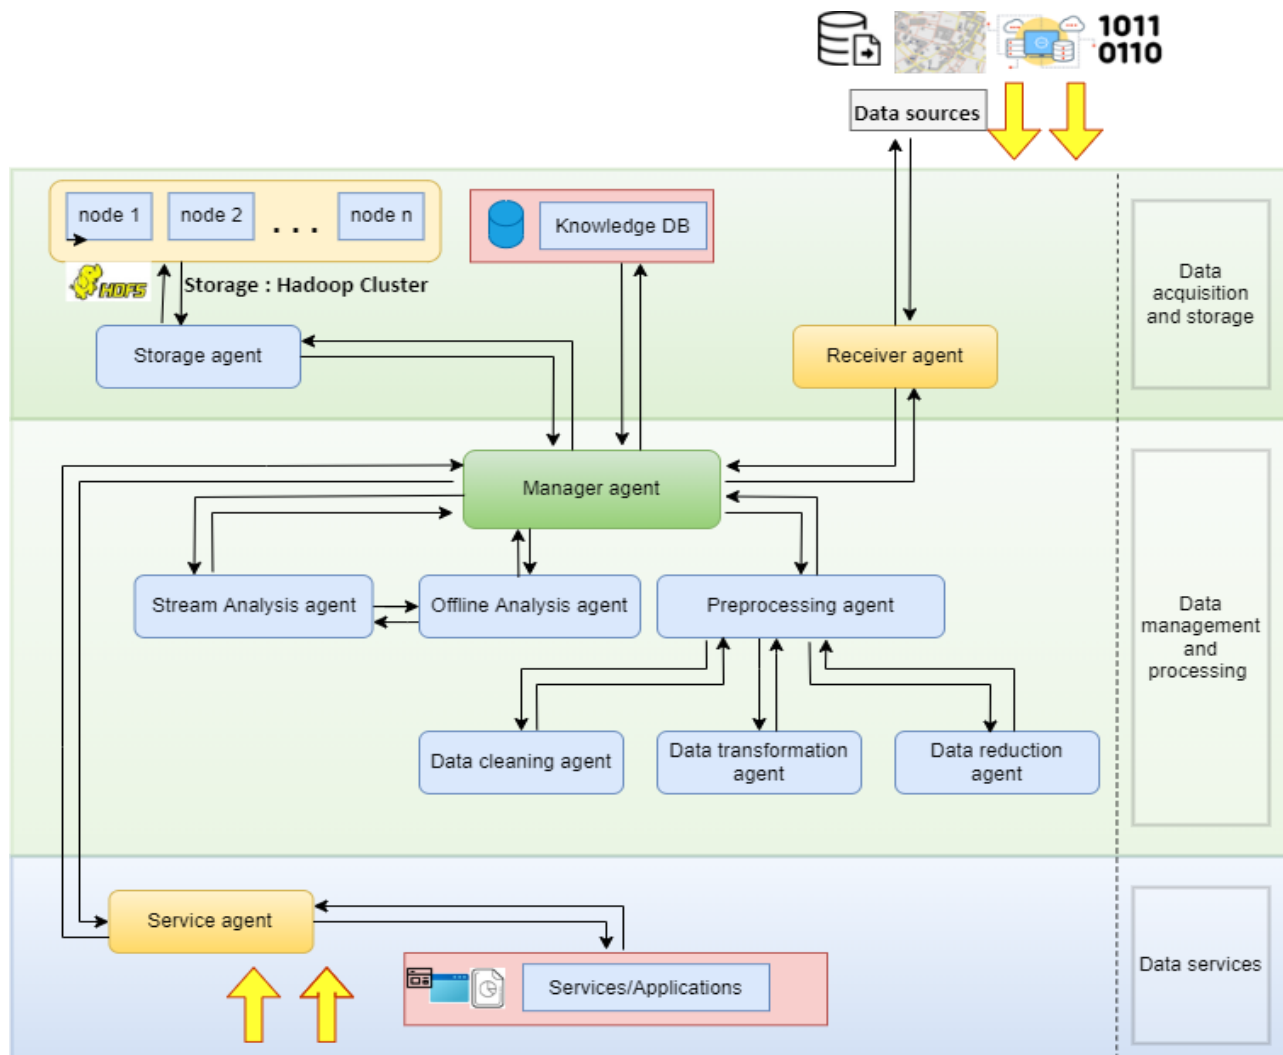 1011
0110
Data sources
node 1
node 2
. . .
node n
Knowledge DB
HDFS
Storage : Hadoop Cluster
Data
acquisition
and storage
Storage agent
Receiver agent
Manager agent
Stream Analysis agent
Offline Analysis agent
Preprocessing agent
Data
management
and
processing
Data cleaning agent
Data transformation
agent
Data reduction
agent
Service agent
Services/Applications
Data services